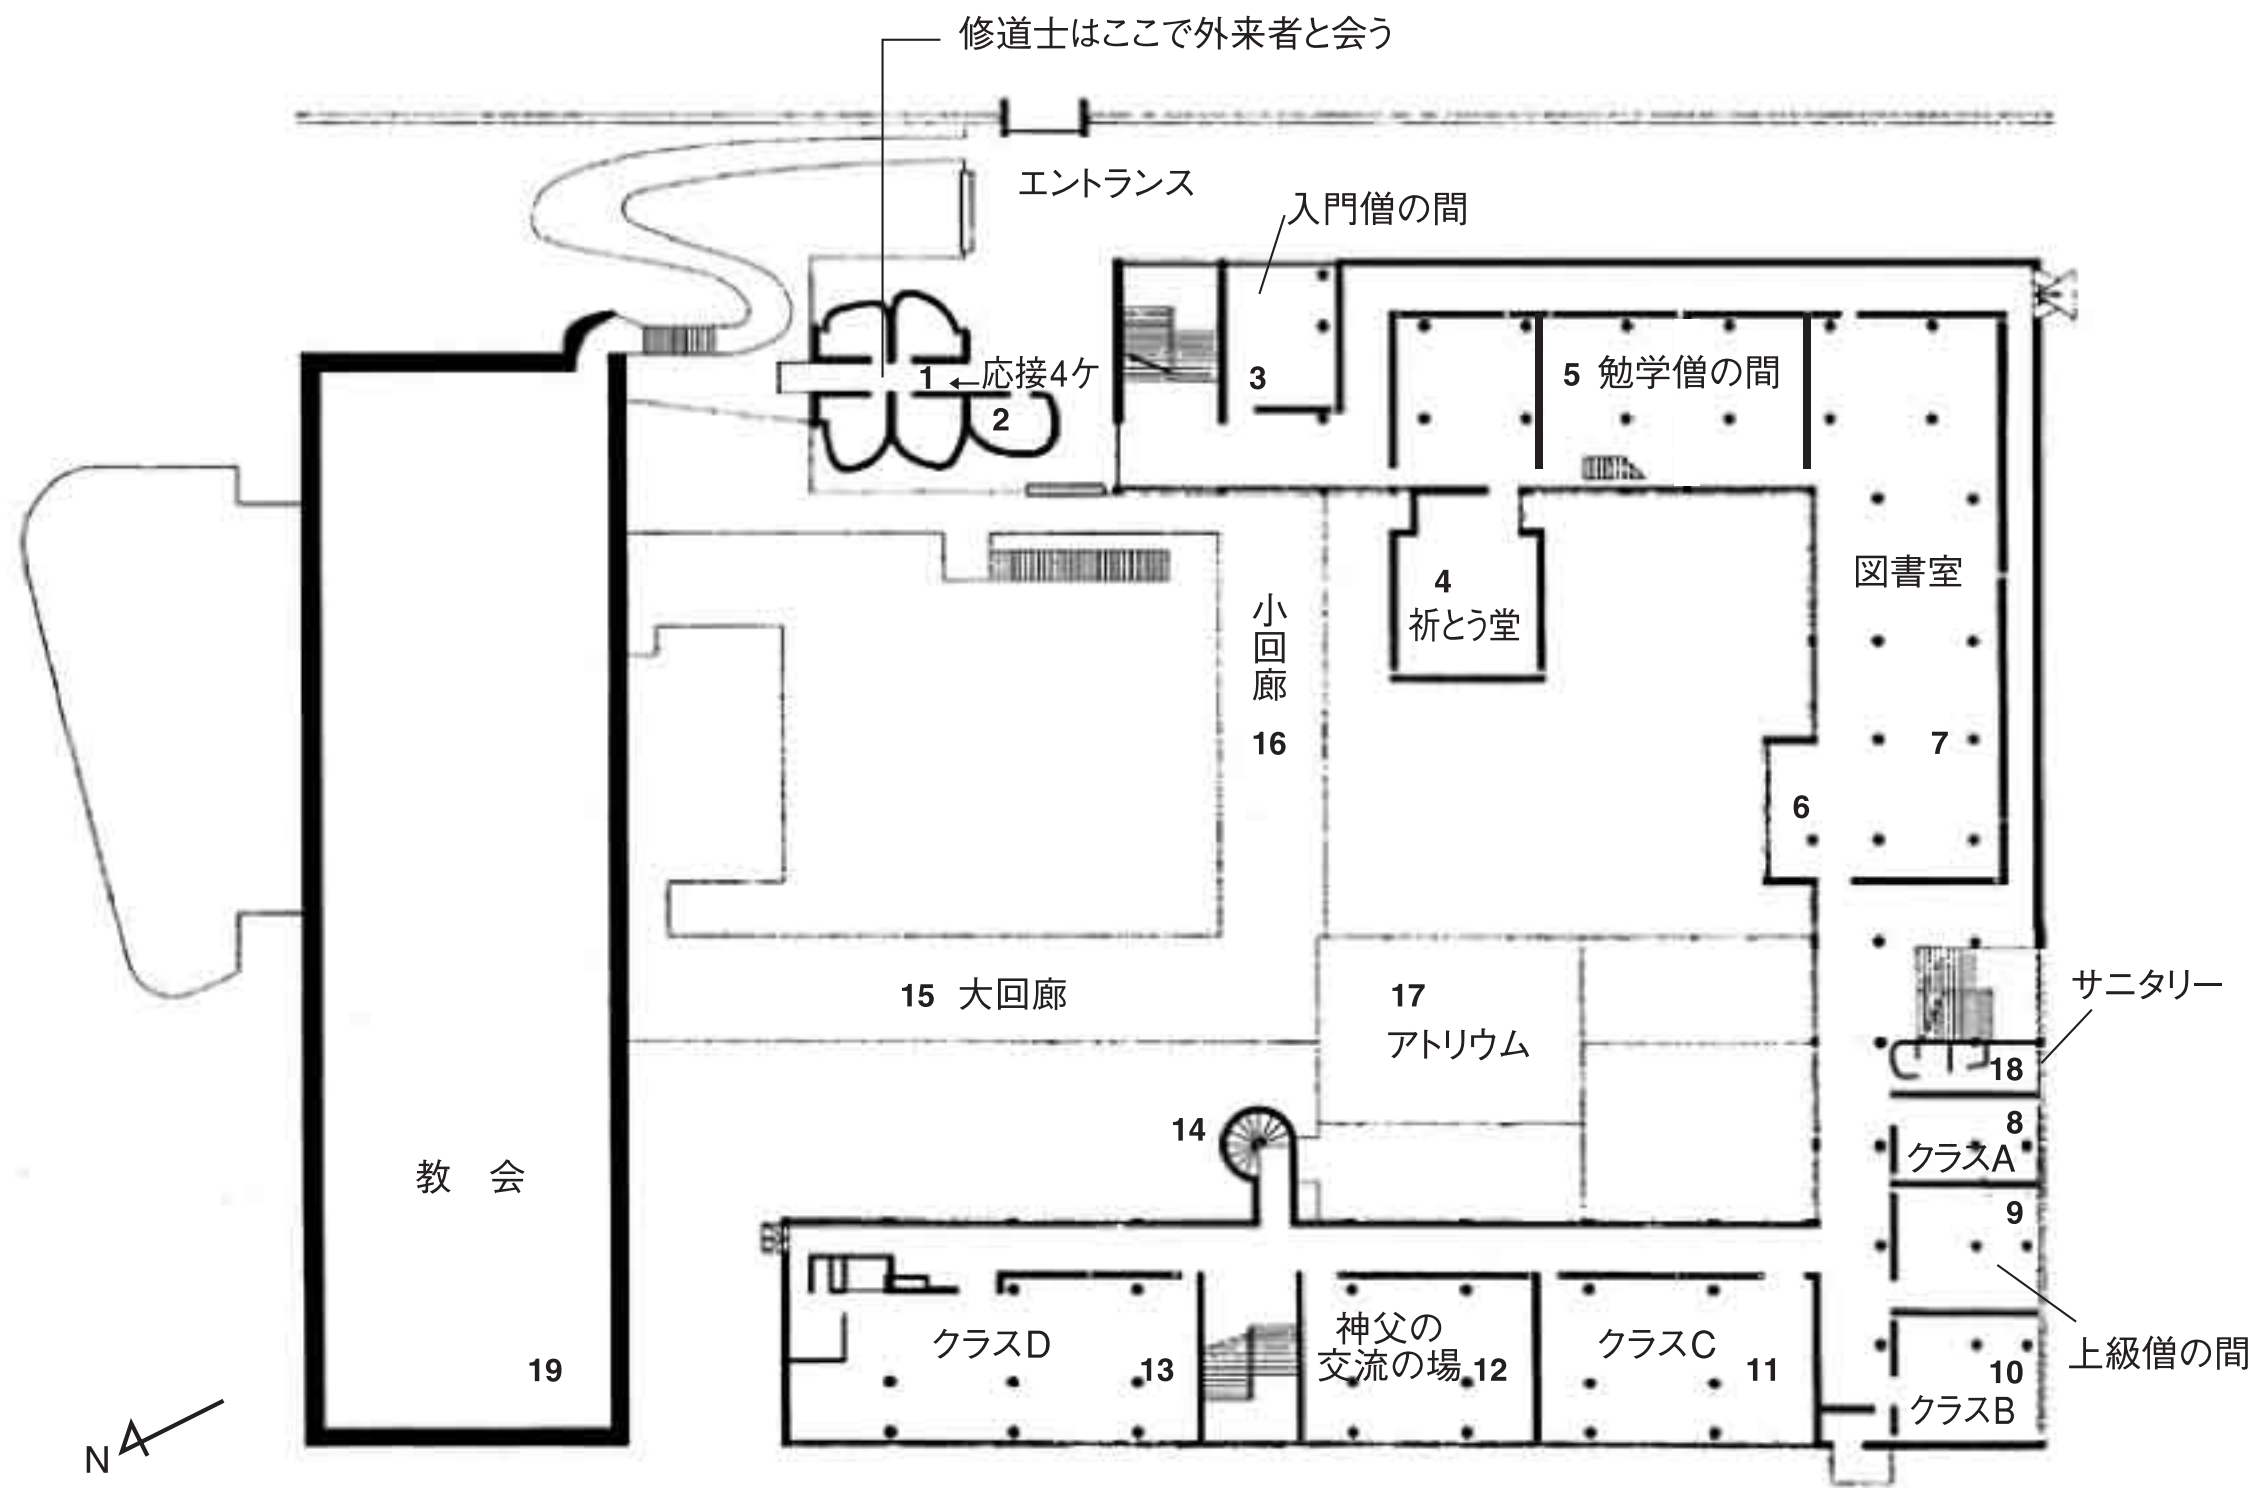 修道士はここで外来者と会う
エントランス
入門僧の間
1 ←応接4ケ
2
3
5 勉学僧の間
4
祈とう堂
図書室
小回廊
16
7
6
15 大回廊
17
アトリウム
サニタリー
18
14
8
クラスA
9
教 会
19
クラスD
13
神父の
交流の場 12
クラスC
11
上級僧の間
10
クラスB
N